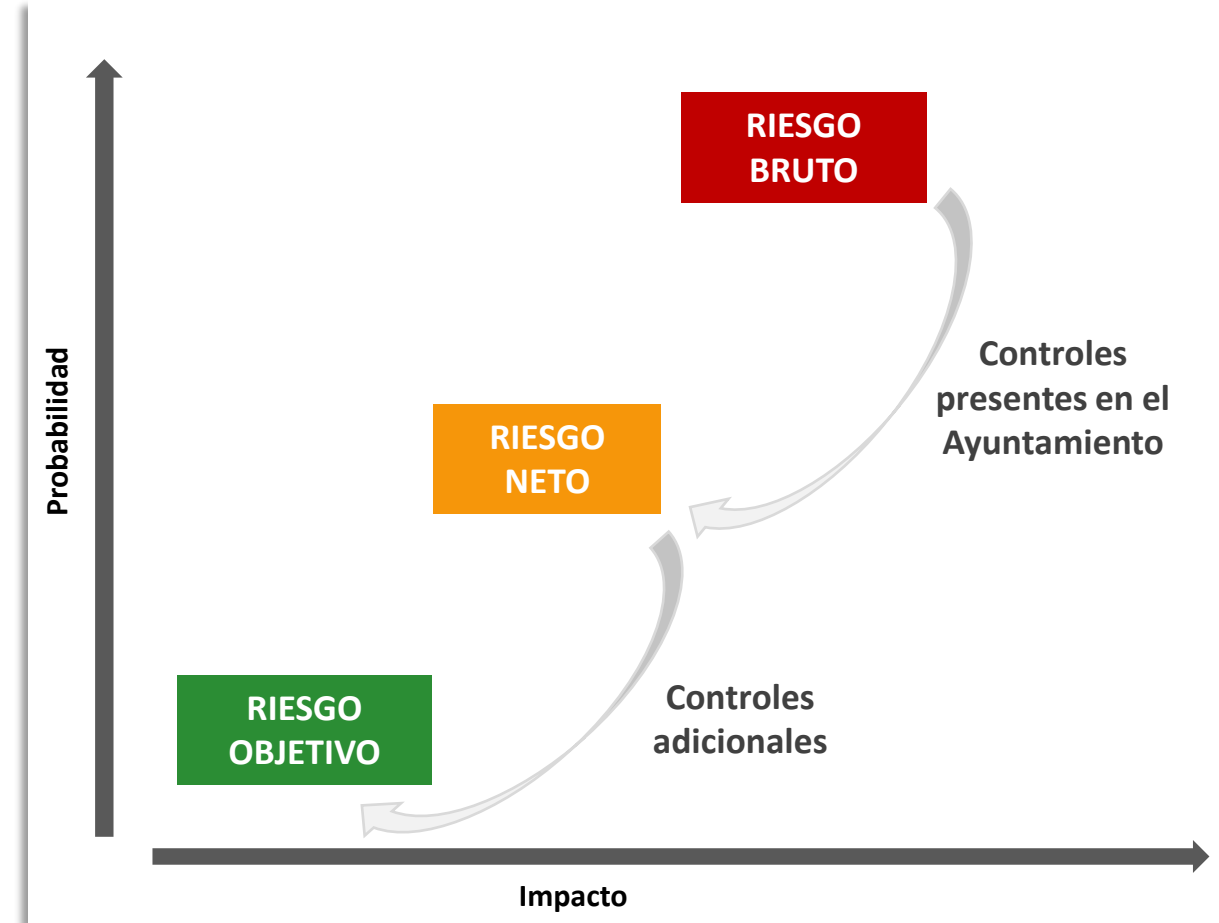 RIESGO
BRUTO
Controles
presentes en el
Ayuntamiento
Probabilidad
RIESGO
NETO
Controles
adicionales
RIESGO
OBJETIVO
Impacto